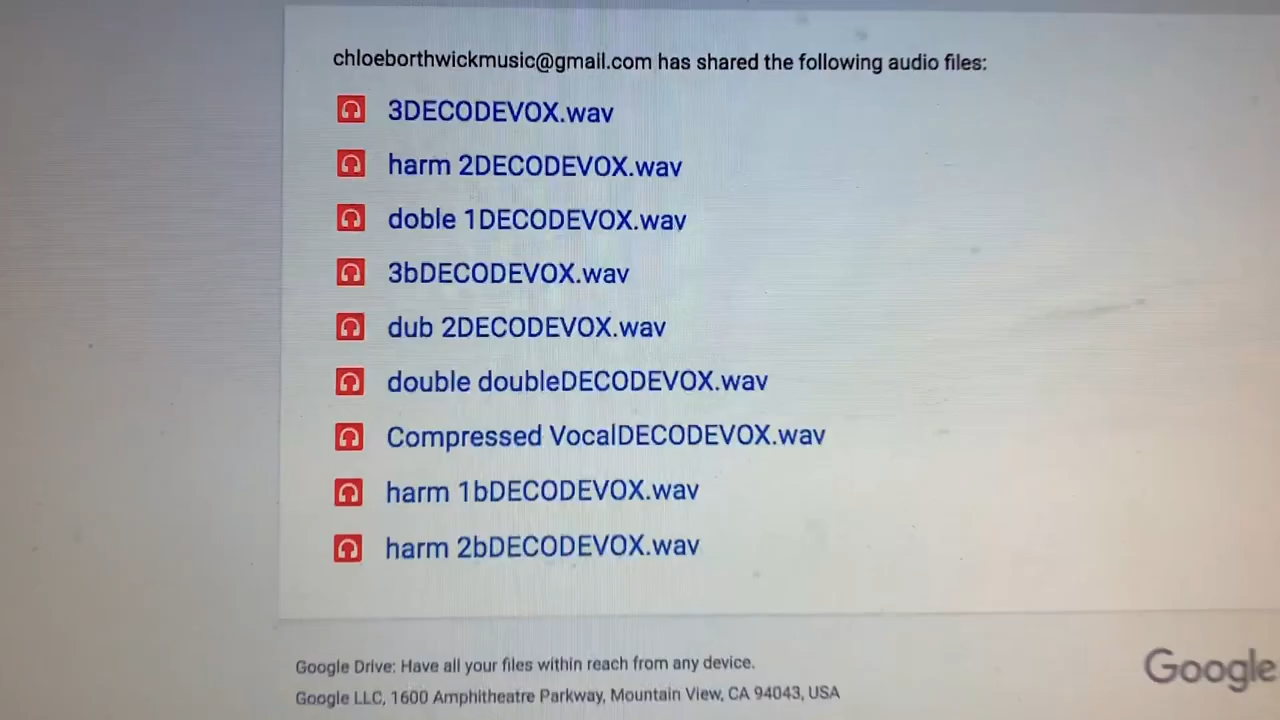 chloeborthwickmusic@gmail.com has shared the following audio files:
3DECODEVOX.wav
harm 2DECODEVOX.wav
doble 1DECODEVOX.wav
3bDECODEVOX.wav
dub 2DECODEVOX.wav
double doubleDECODEVOX.wav
Compressed VocalDECODEVOX.wav
harm 1bDECODEVOX.wav
harm 2bDECODEVOX.wav
Google Drive: Have all your files within reach from any device.
Google LLC, 1600 Amphitheatre Parkway, Mountain View, CA 94043, USA
Google